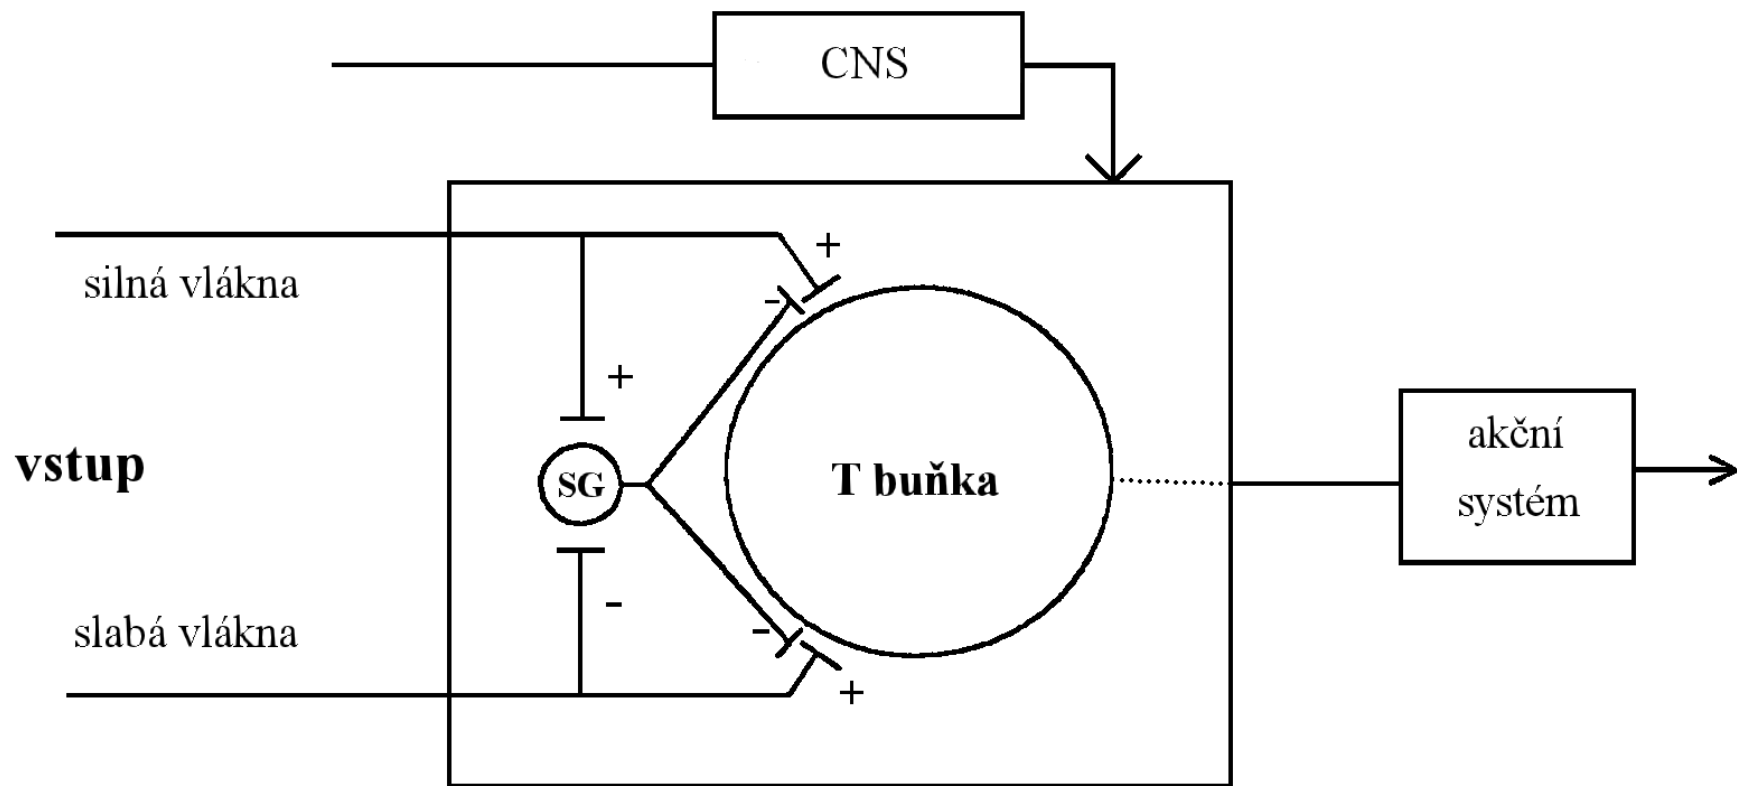 CNS
+
silná vlákna
-
+
akční
systém
vstup
SG
T buňka
-
slabá vlákna
-
+